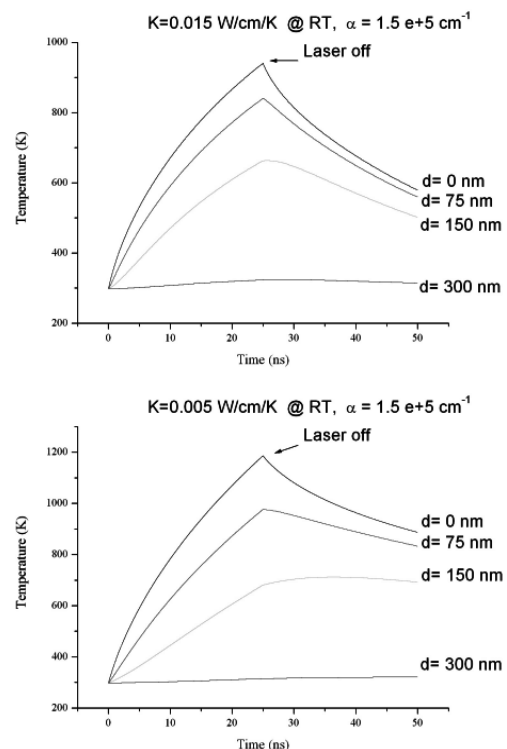 K=0.015 W/cm/K @ RT, α = 1.5 e+5 cm⁻¹
Laser off
1000
800
600
400
200
Temperature (K)
d= 0 nm
d= 75 nm
d= 150 nm
d= 300 nm
0 10 20 30 40 50
Time (ns)
K=0.005 W/cm/K @ RT, α = 1.5 e+5 cm⁻¹
Laser off
1200
1000
800
600
400
200
Temperature (K)
d= 0 nm
d= 75 nm
d= 150 nm
d= 300 nm
0 10 20 30 40 50
Time (ns)